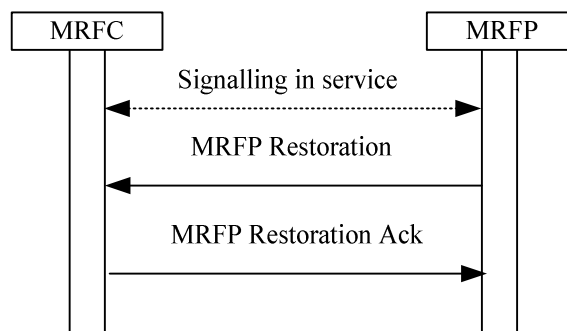 MRFC
MRFP
Signalling in service
MRFP Restoration
MRFP Restoration Ack